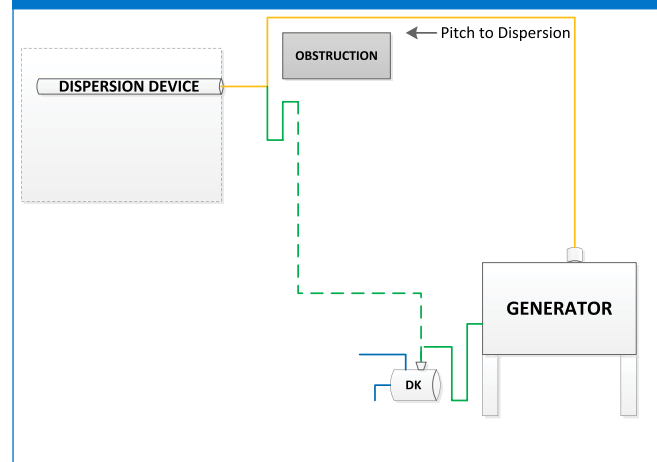 Pitch to Dispersion
OBSTRUCTION
DISPERSION DEVICE
GENERATOR
DK